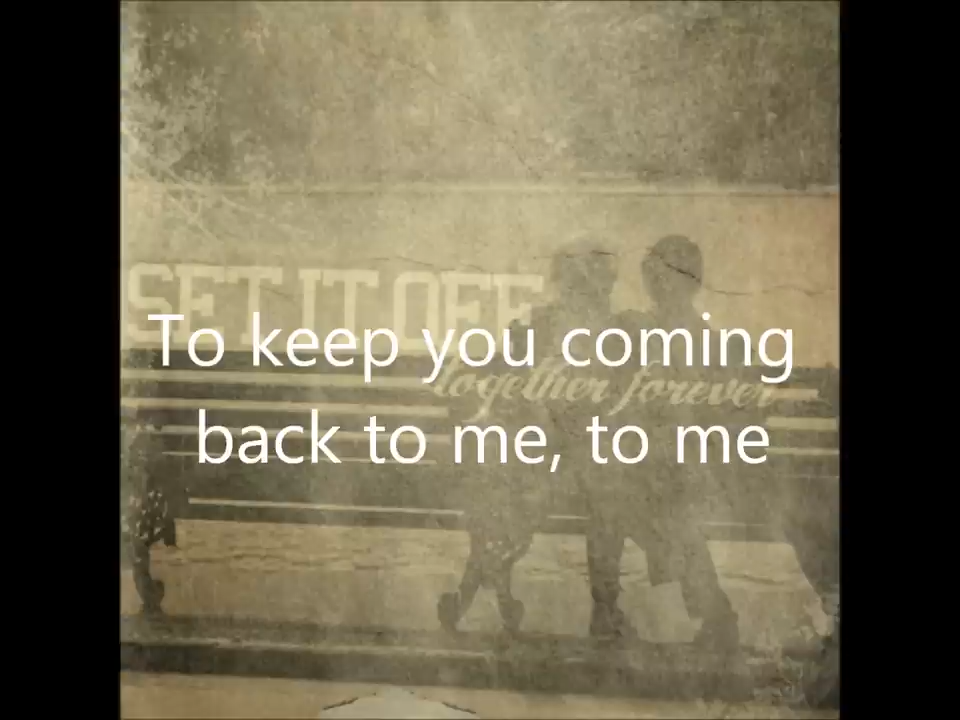 SET IT OFF
To keep you coming
together forever
back to me, to me